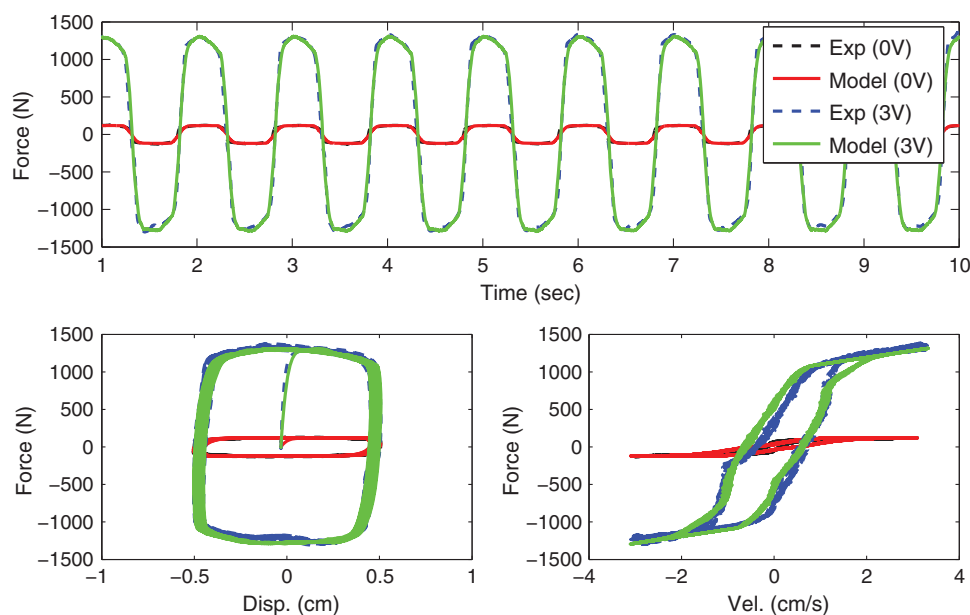 1500
1000
500
0
−500
−1000
−1500
Force (N)
1 2 3 4 5 6 7 8 9 10
Time (sec)
Exp (0V)
Model (0V)
Exp (3V)
Model (3V)
1500
1000
500
0
−500
−1000
−1500
Force (N)
−1 −0.5 0 0.5 1
Disp. (cm)
1500
1000
500
0
−500
−1000
−1500
Force (N)
−4 −2 0 2 4
Vel. (cm/s)